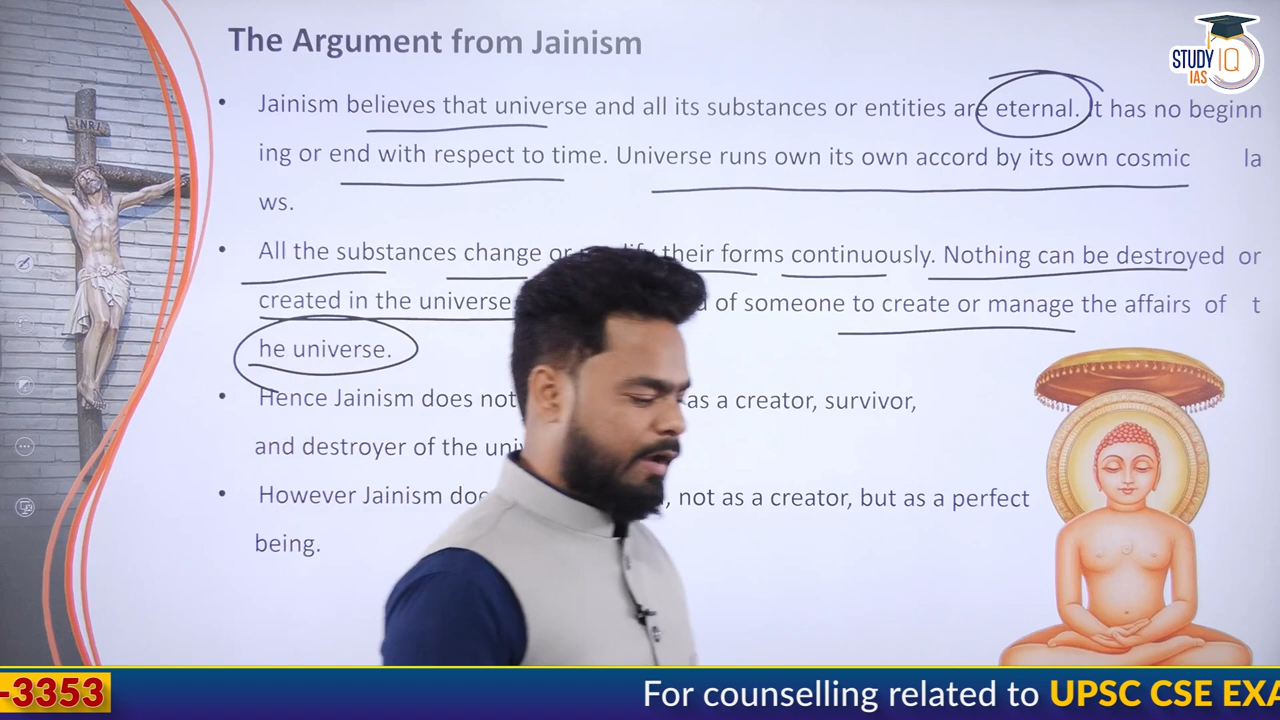 The Argument from Jainism
STUDY IQ
IAS
INRI
• Jainism believes that universe and all its substances or entities are eternal. It has no beginn
ing or end with respect to time. Universe runs own its own accord by its own cosmic la
ws.
• All the substances change or their forms continuously. Nothing can be destroyed or
created in the universe of someone to create or manage the affairs of t
he universe.
• Hence Jainism does not as a creator, survivor,
and destroyer of the
• However Jainism , not as a creator, but as a perfect
being.
-3353 For counselling related to UPSC CSE EXA